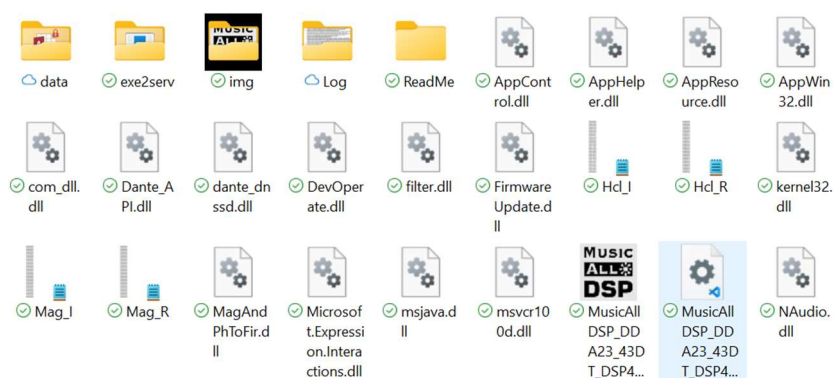 MUSIC
ALL
data
exe2serv
img
Log
ReadMe
AppCont
rol.dll
AppHelp
er.dll
AppReso
urce.dll
AppWin
32.dll
com_dll.
dll
Dante_A
PI.dll
dante_dn
ssd.dll
DevOper
ate.dll
filter.dll
Firmware
Update.d
ll
Hcl_I
Hcl_R
kernel32.
dll
MUSIC
ALL
DSP
Mag_I
Mag_R
MagAnd
PhToFir.d
ll
Microsof
t.Expressi
on.Intera
ctions.dll
msjava.d
ll
msvcr10
0d.dll
MusicAll
DSP_DD
A23_43D
T_DSP4...
MusicAll
DSP_DD
A23_43D
T_DSP4...
NAudio.
dll